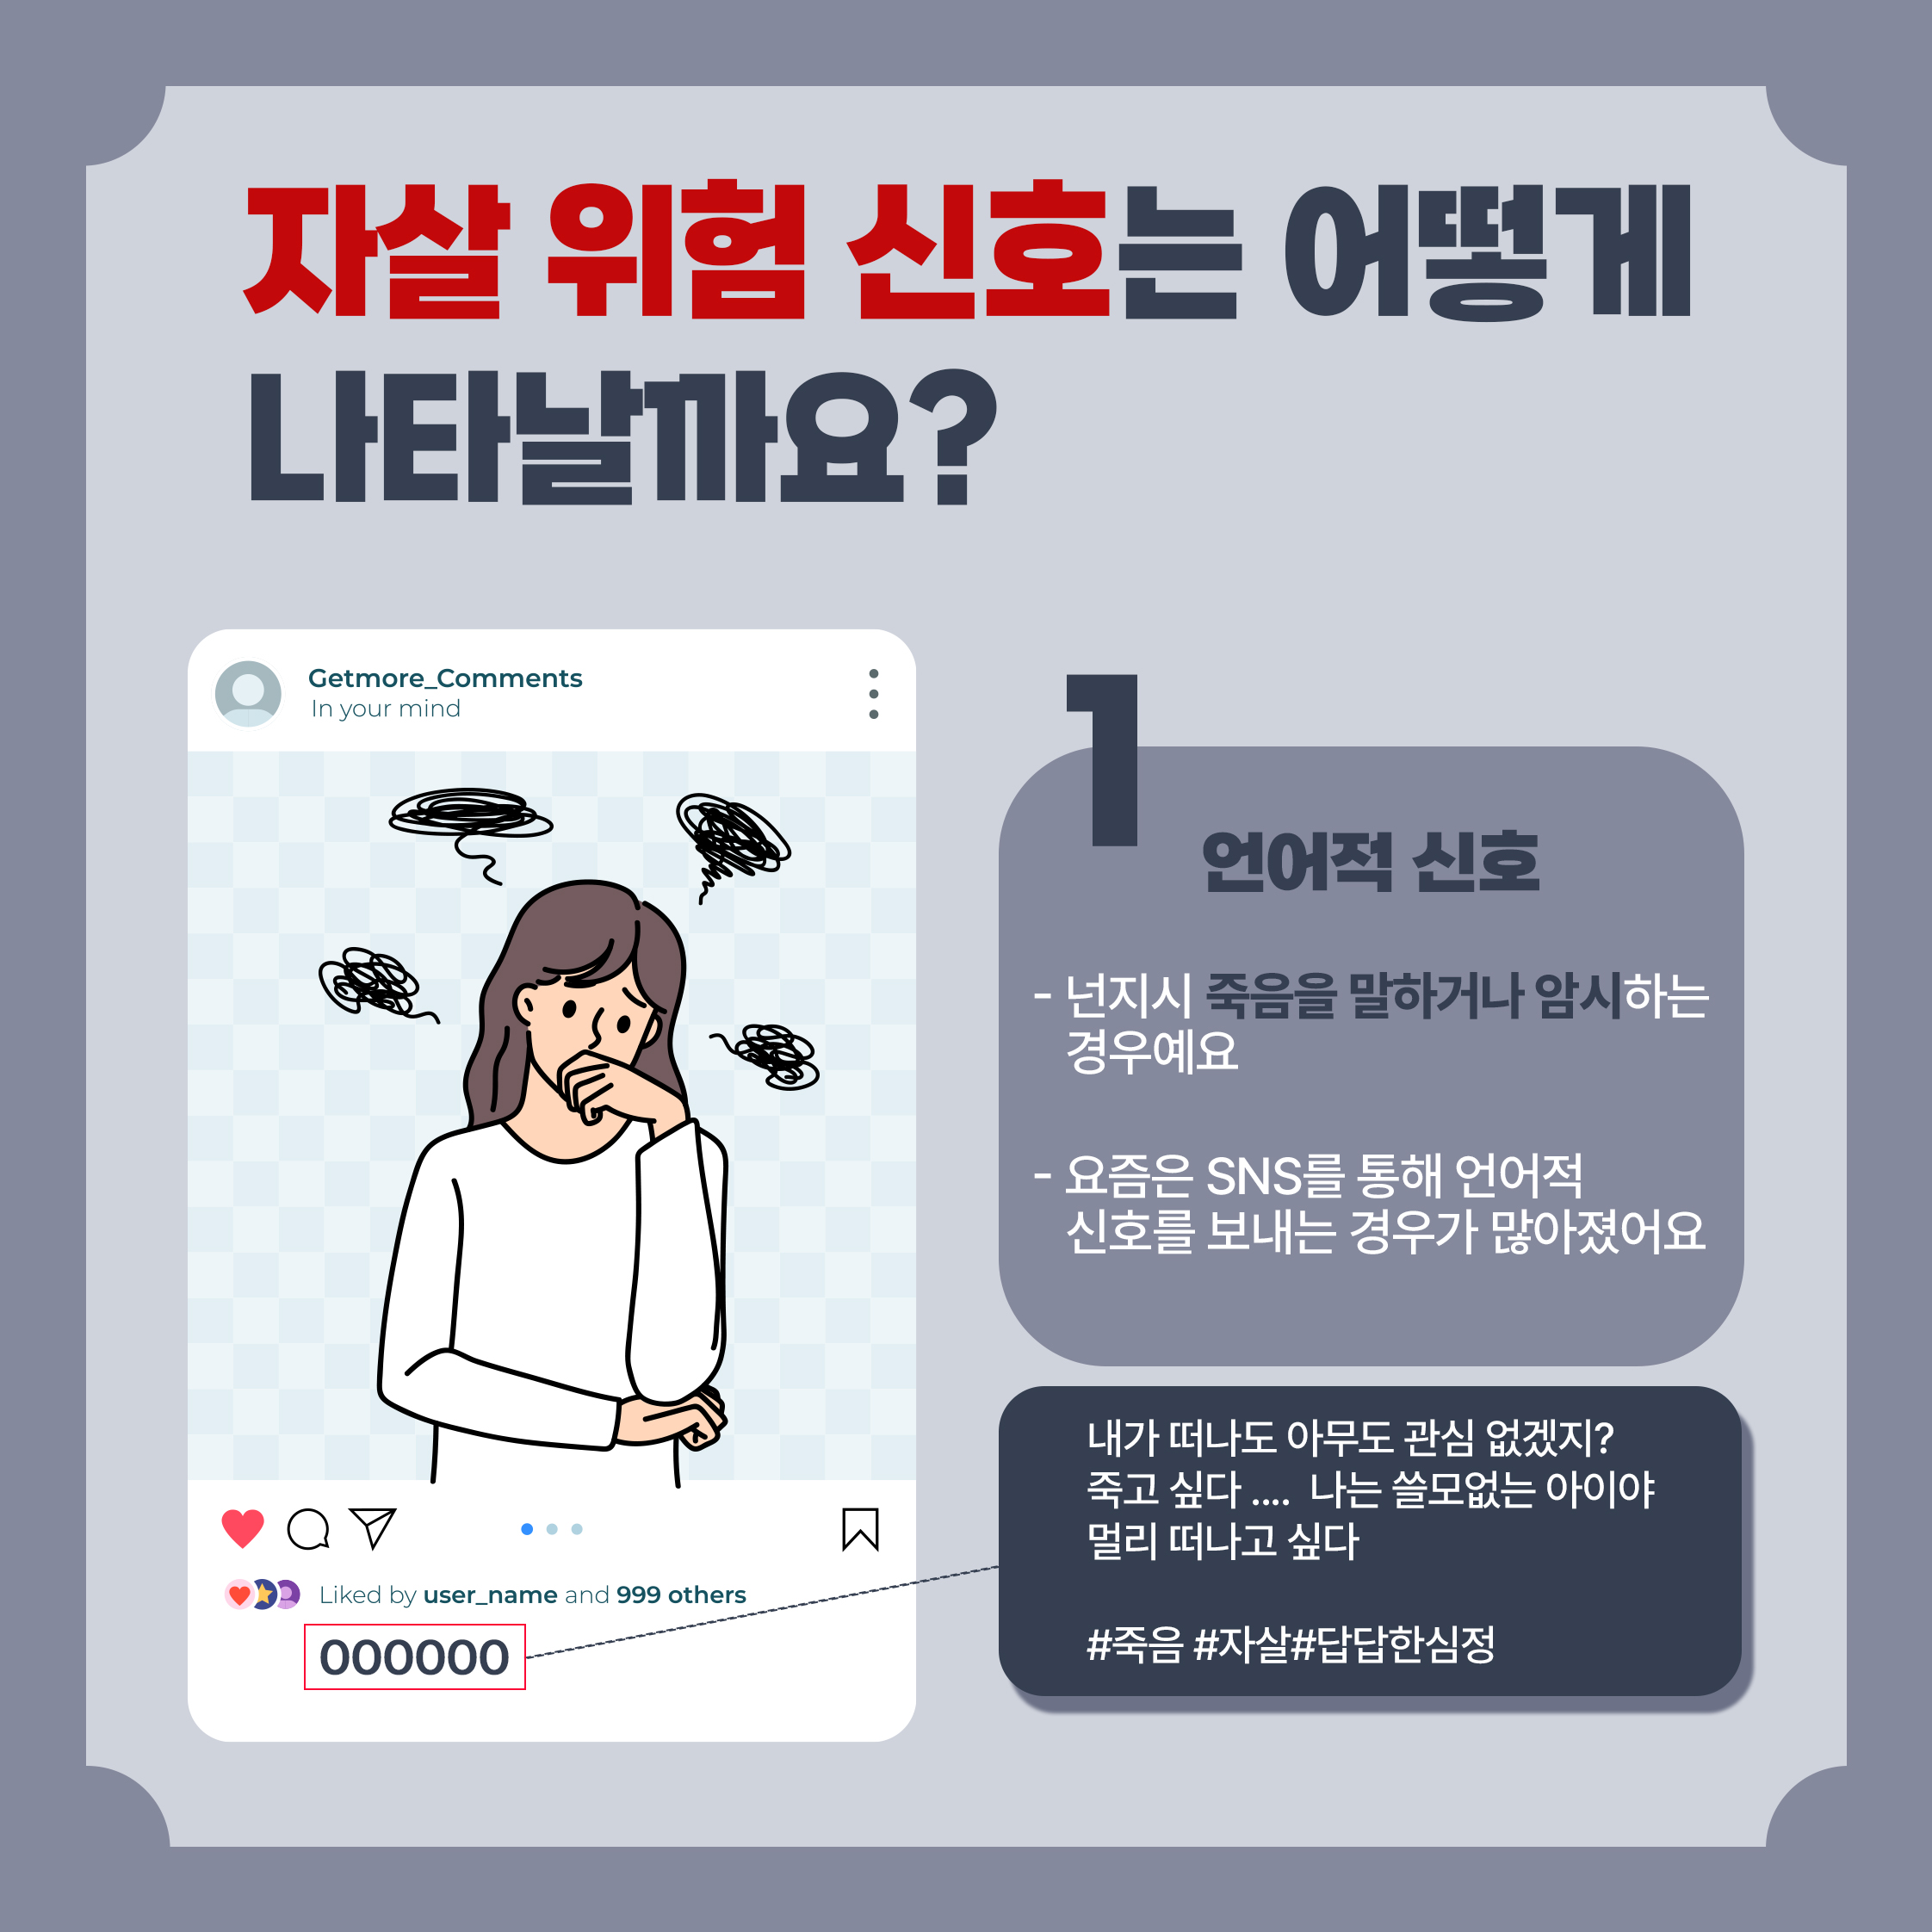 자살 위험 신호는 어떻게
나타날까요?
Getmore_Comments
In your mind
Liked by user_name and 999 others
000000
1
언어적 신호
- 넌지시 죽음을 말하거나 암시하는
경우예요
- 요즘은 SNS를 통해 언어적
신호를 보내는 경우가 많아졌어요
내가 떠나도 아무도 관심 없겠지?
죽고 싶다 .... 나는 쓸모없는 아이야
멀리 떠나고 싶다
#죽음 #자살#답답한심정